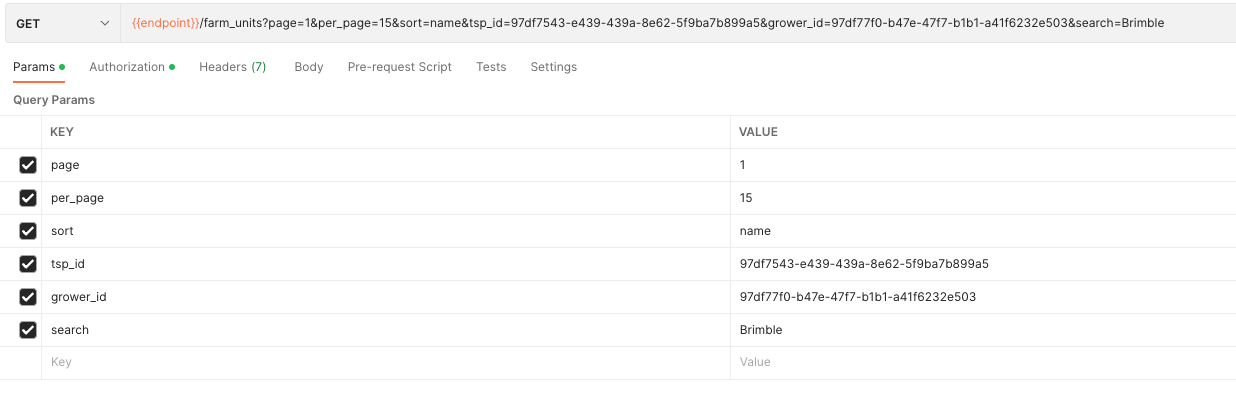 GET {{endpoint}}/farm_units?page=1&per_page=15&sort=name&tsp_id=97df7543-e439-439a-8e62-5f9ba7b899a5&grower_id=97df77f0-b47e-47f7-b1b1-a41f6232e503&search=Brimble
Params Authorization Headers (7) Body Pre-request Script Tests Settings
Query Params
KEY VALUE
page 1
per_page 15
sort name
tsp_id 97df7543-e439-439a-8e62-5f9ba7b899a5
grower_id 97df77f0-b47e-47f7-b1b1-a41f6232e503
search Brimble
Key Value